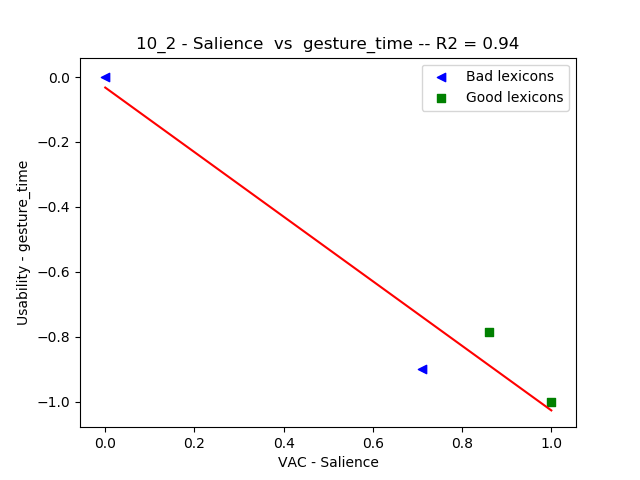 10_2 - Salience  vs  gesture_time -- R2 = 0.94
Bad lexicons
Good lexicons
Usability - gesture_time
0.0
−0.2
−0.4
−0.6
−0.8
−1.0
0.0 0.2 0.4 0.6 0.8 1.0
VAC - Salience